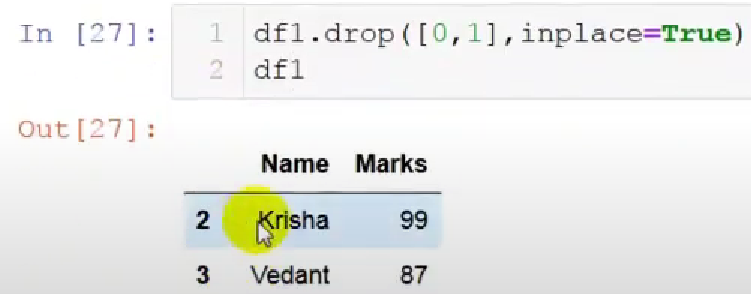 In [27]: 1 df1.drop([0,1],inplace=True)
2 df1
Out[27]:
Name Marks
2 Krisha 99
3 Vedant 87